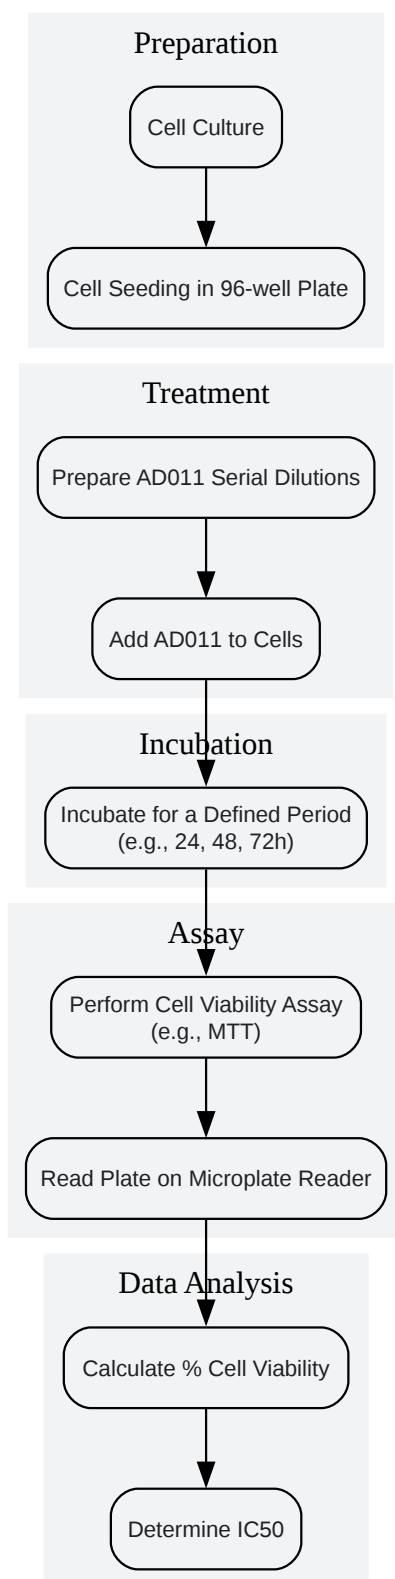 Preparation
Cell Culture
Cell Seeding in 96-well Plate
Treatment
Prepare AD011 Serial Dilutions
Add AD011 to Cells
Incubation
Incubate for a Defined Period
(e.g., 24, 48, 72h)
Assay
Perform Cell Viability Assay
(e.g., MTT)
Read Plate on Microplate Reader
Data Analysis
Calculate % Cell Viability
Determine IC50